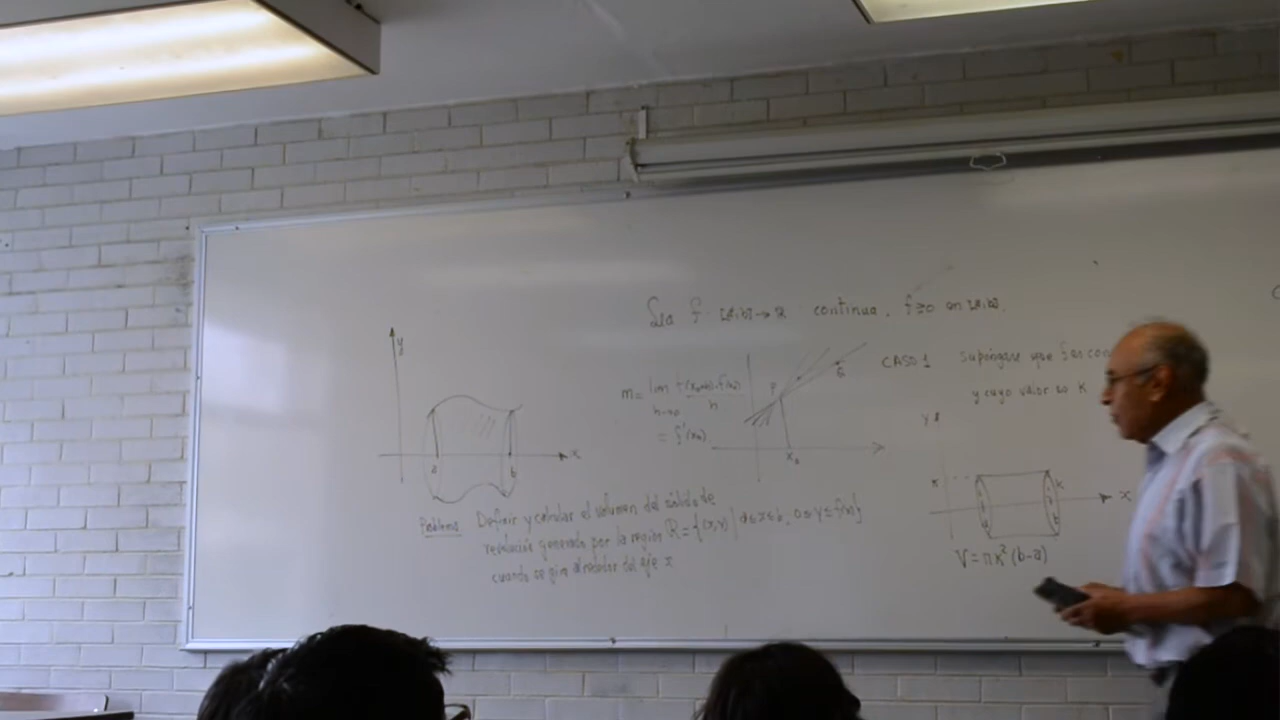 Sea f: [a,b] → R continua, f≥0 en [a,b].
y
a
b
x
m = lim f(x₀+h)-f(x₀)
h→0 h
= f'(x₀)
P
Q
x₀
CASO 1 Supóngase que f es con
y cuyo valor es K
y
K
K
a
b
x
V=πK²(b-a)
Problema Definir y calcular el volumen del sólido de
revolución generado por la región R={(x,y) | a≤x≤b, 0≤y≤f(x)}
cuando se gira alrededor del eje x